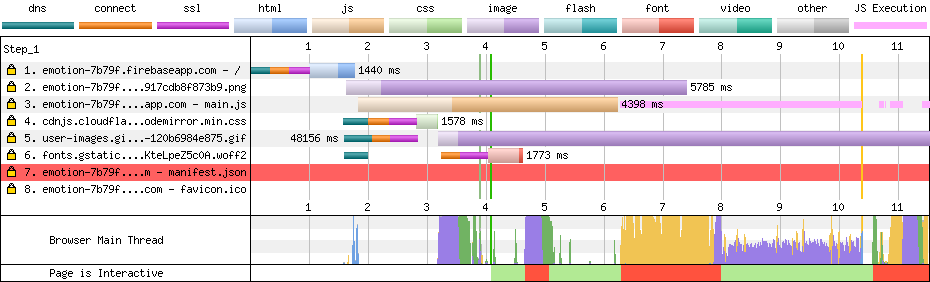 dns connect ssl html js css image flash font video other JS Execution
Step_1 1 2 3 4 5 6 7 8 9 10 11
1. emotion-7b79f.firebaseapp.com - / 1440 ms
2. emotion-7b79f....917cdb8f873b9.png 5785 ms
3. emotion-7b79f....app.com - main.js 4398 ms
4. cdnjs.cloudfla...odemirror.min.css 1578 ms
5. user-images.gi...-120b6984e875.gif 48156 ms
6. fonts.gstatic....KteLpeZ5c0A.woff2 1773 ms
7. emotion-7b79f....m - manifest.json
8. emotion-7b79f....com - favicon.ico
1 2 3 4 5 6 7 8 9 10 11
Browser Main Thread
Page is Interactive